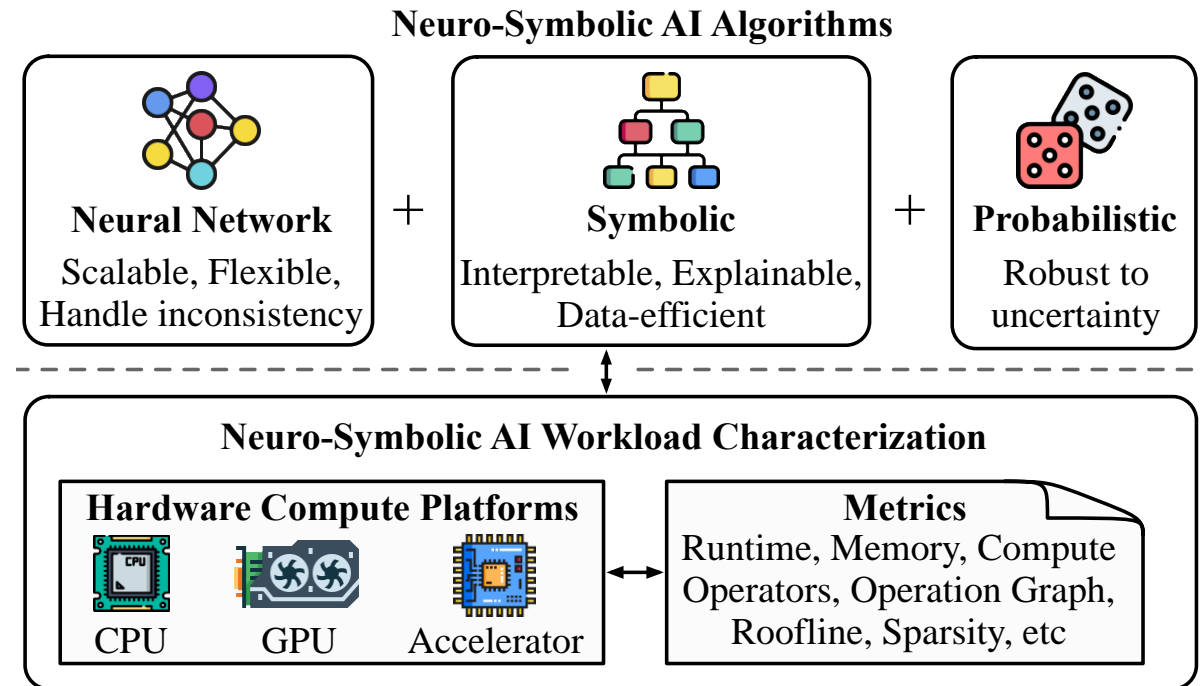 Neuro-Symbolic AI Algorithms
Neural Network
Scalable, Flexible,
Handle inconsistency
+
Symbolic
Interpretable, Explainable,
Data-efficient
+
Probabilistic
Robust to
uncertainty
Neuro-Symbolic AI Workload Characterization
Hardware Compute Platforms
CPU
CPU
GPU
Accelerator
Metrics
Runtime, Memory, Compute
Operators, Operation Graph,
Roofline, Sparsity, etc